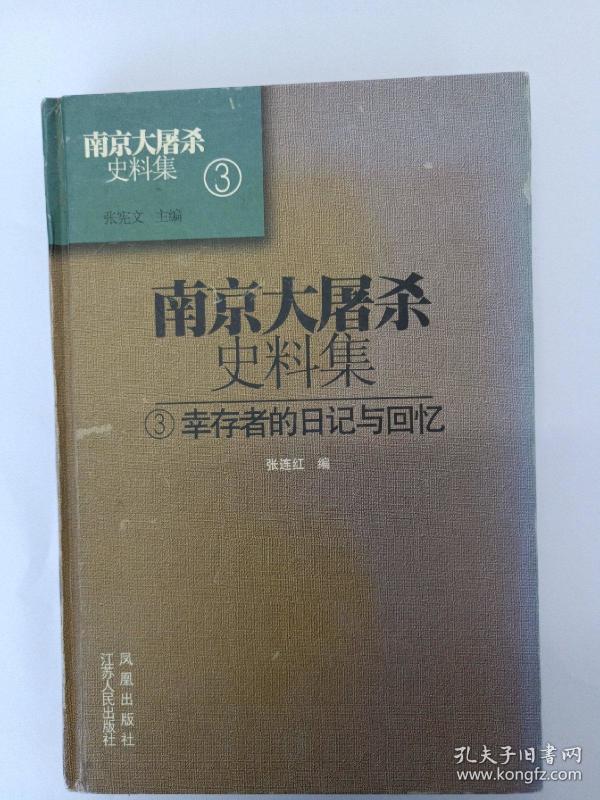 南京大屠杀
史料集
③
张宪文 主编
南京大屠杀
史料集
③幸存者的日记与回忆
张连红 编
凤凰出版社
江苏人民出版社
孔夫子旧书网
www.kongfz.com